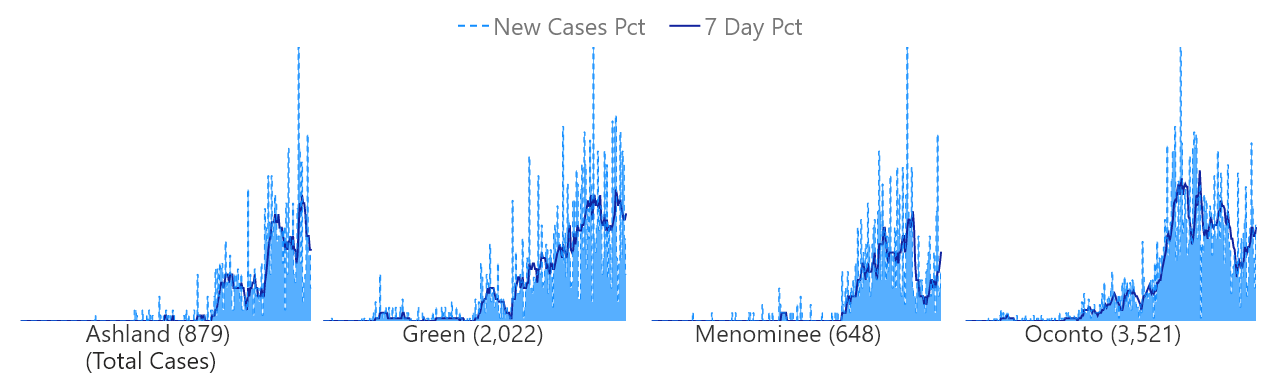 New Cases Pct 7 Day Pct
Ashland (879) Green (2,022) Menominee (648) Oconto (3,521)
(Total Cases)